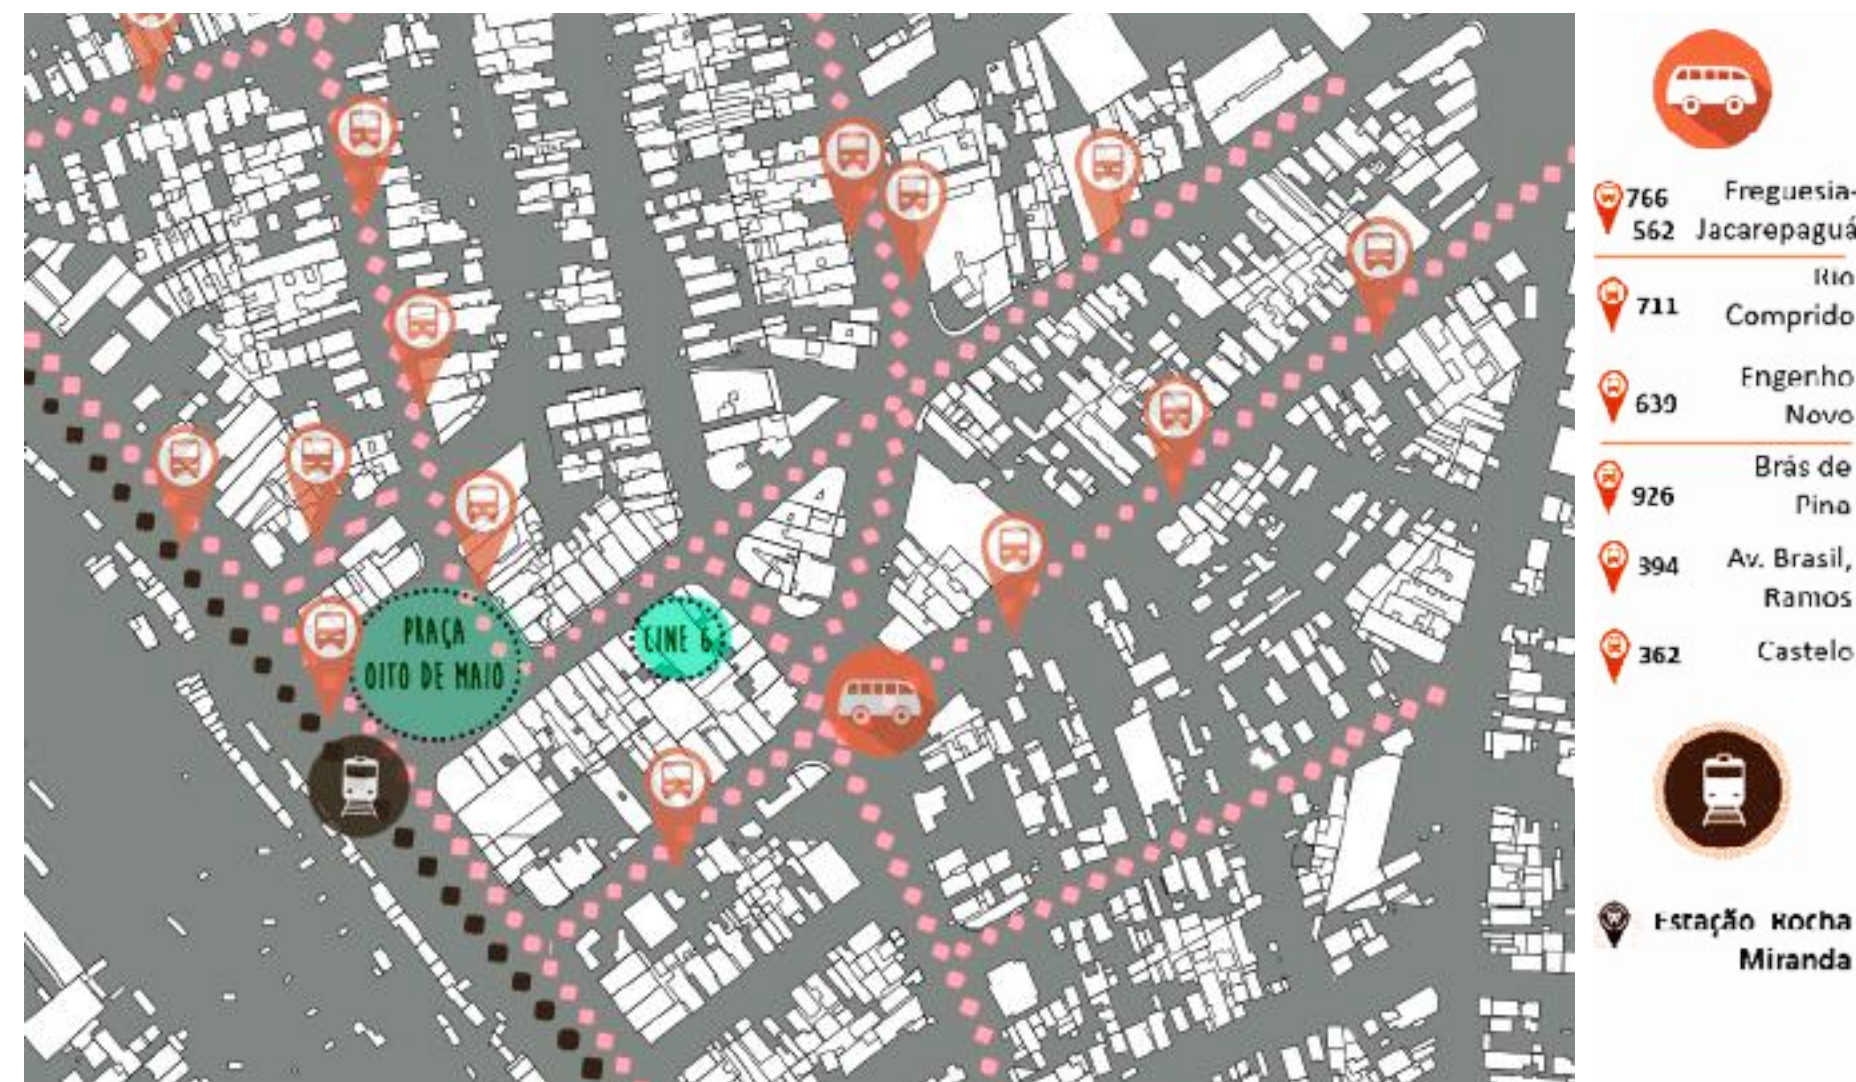 PRAÇA
OITO DE MAIO
CINE 6
766 Freguesia-
562 Jacarepaguá
Rio
711 Comprido
639 Engenho
Novo
926 Brás de
Pina
394 Av. Brasil,
Ramos
362 Castelo
Estação Rocha
Miranda